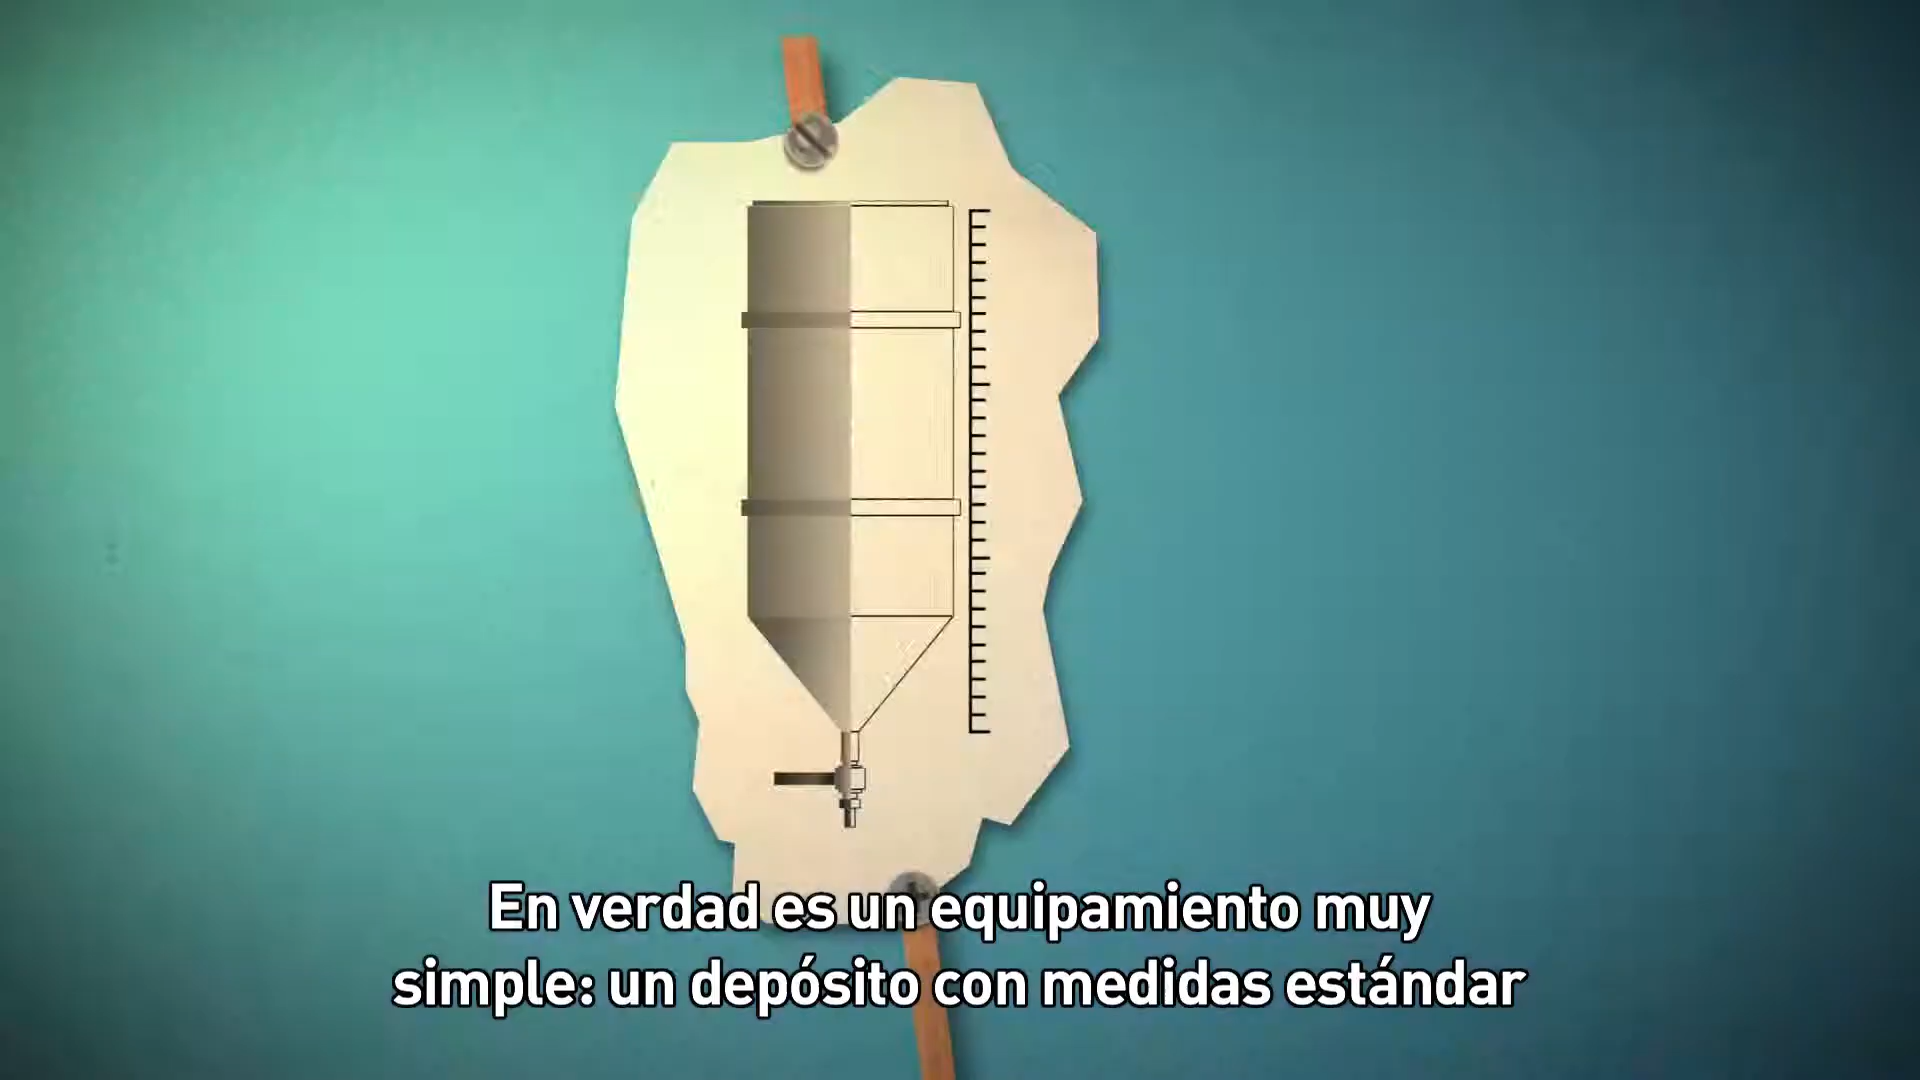 En verdad es un equipamiento muy
simple: un depósito con medidas estándar